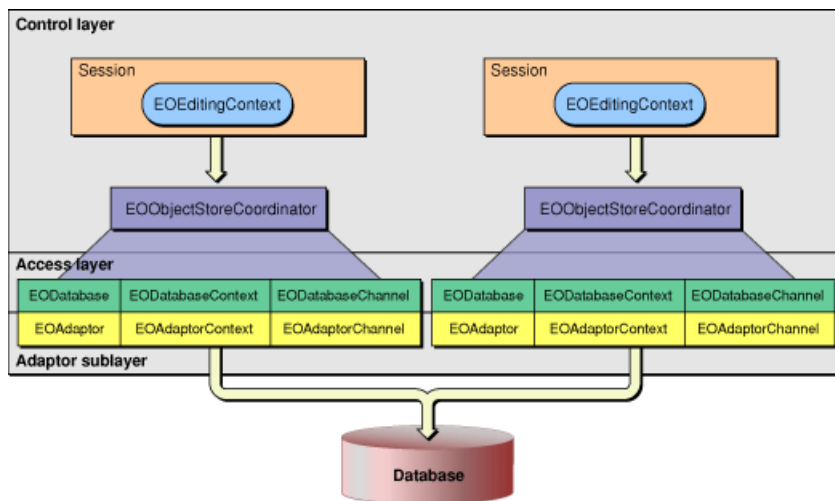 Control layer
Session Session
EOEditingContext EOEditingContext
EOObjectStoreCoordinator EOObjectStoreCoordinator
Access layer
EODatabase EODatabaseContext EODatabaseChannel EODatabase EODatabaseContext EODatabaseChannel
EOAdaptor EOAdaptorContext EOAdaptorChannel EOAdaptor EOAdaptorContext EOAdaptorChannel
Adaptor sublayer
Database